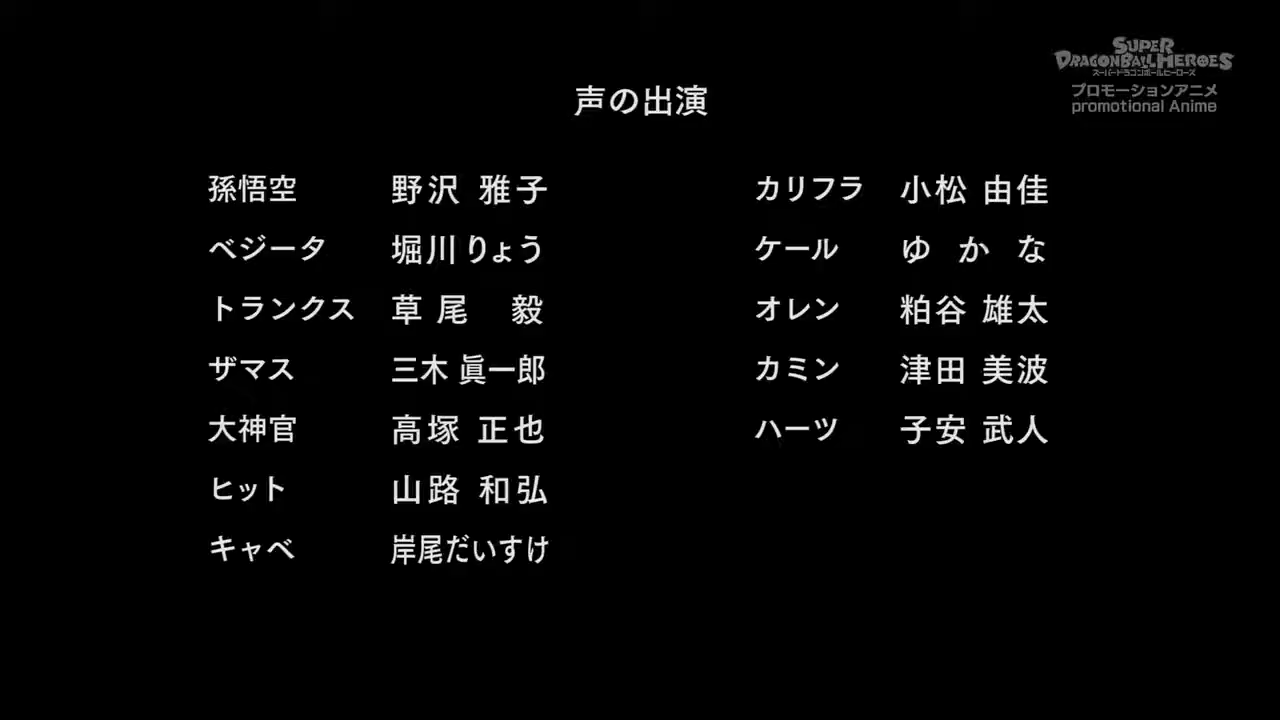 SUPER
DRAGONBALL HEROES
スーパードラゴンボールヒーローズ
プロモーションアニメ
promotional Anime
声の出演
孫悟空 野沢 雅子
ベジータ 堀川りょう
トランクス 草尾 毅
ザマス 三木 眞一郎
大神官 高塚 正也
ヒット 山路 和弘
キャベ 岸尾だいすけ
カリフラ 小松 由佳
ケール ゆかな
オレン 粕谷 雄太
カミン 津田 美波
ハーツ 子安 武人